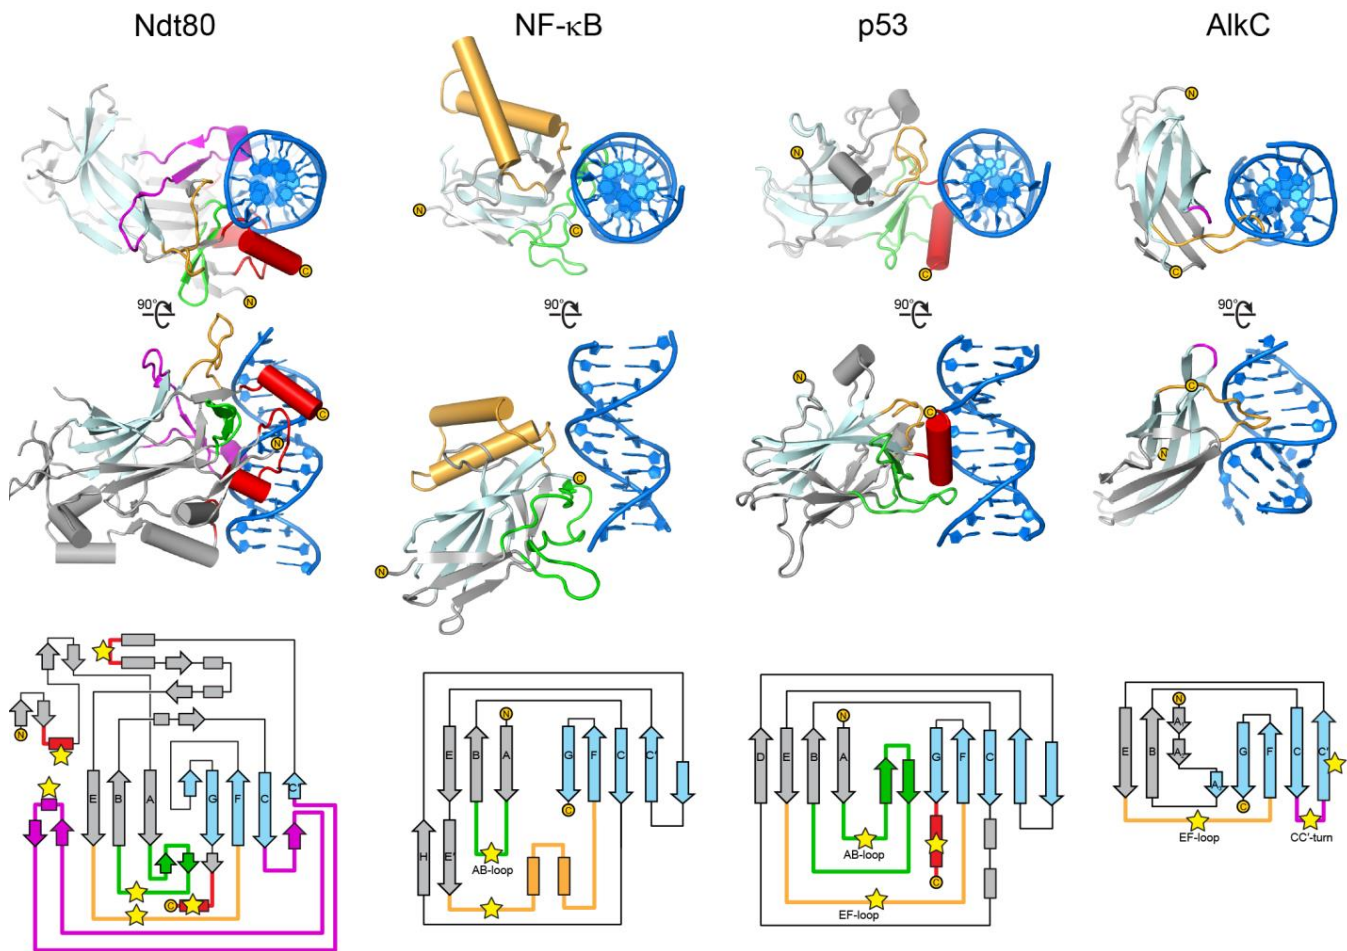 Ndt80 NF-κB p53 AlkC
N N N
C C
N C C
90° 90° 90° 90°
N
C C C
N N
N
C
N N N
A
N E B A G F C C' D E B A G F C E B A G F C C'
E B A G F C C' A
C C
H E' AB-loop AB-loop EF-loop CC'-turn
C C
EF-loop